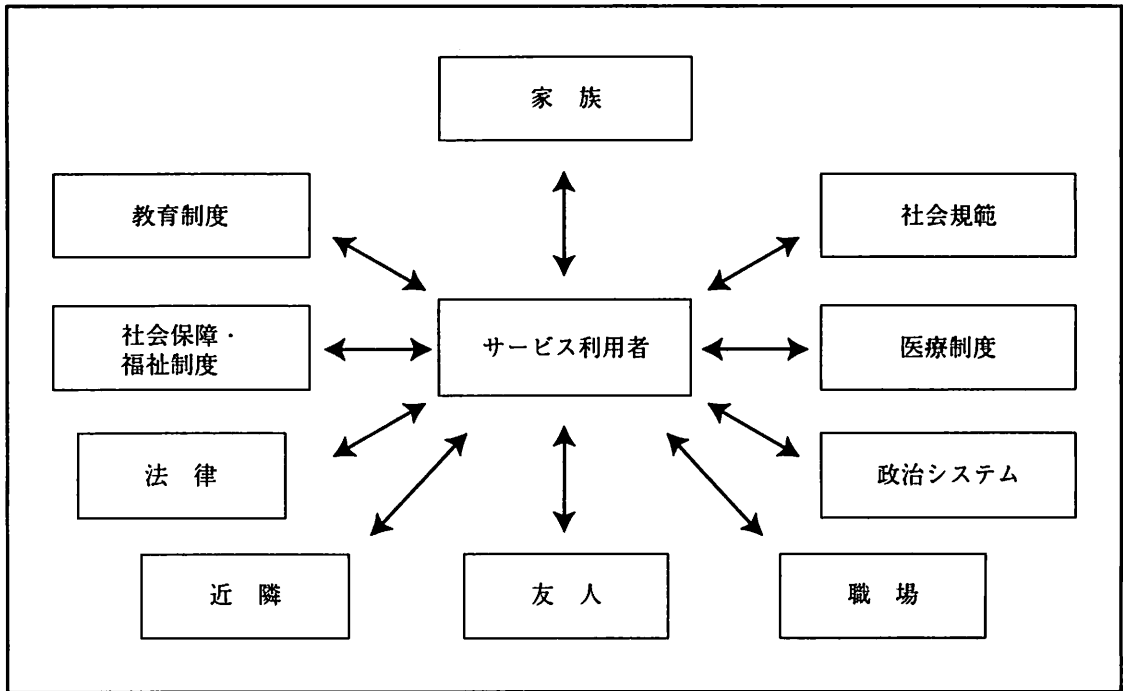 家 族
教育制度
社会規範
社会保障・
福祉制度
サービス利用者
医療制度
法 律
政治システム
近 隣
友 人
職 場